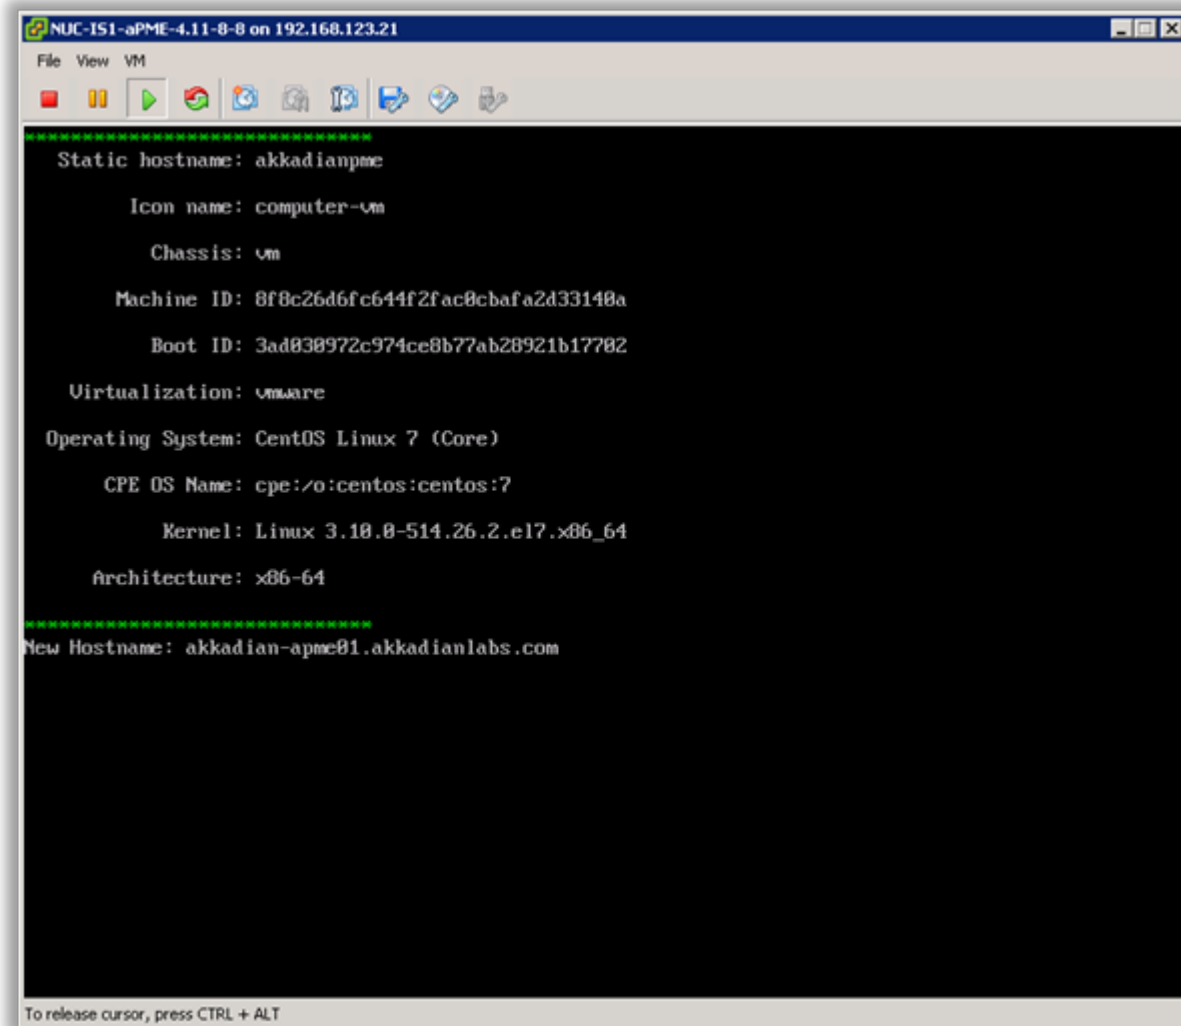 NUC-IS1-aPME-4.11-8-8 on 192.168.123.21
File View VM
******************************
Static hostname: akkadianpme
Icon name: computer-vm
Chassis: vm
Machine ID: 8f8c26d6fc644f2fac0cbafa2d33140a
Boot ID: 3ad030972c974ce8b77ab28921b17702
Virtualization: vmware
Operating System: CentOS Linux 7 (Core)
CPE OS Name: cpe:/o:centos:centos:7
Kernel: Linux 3.10.0-514.26.2.el7.x86_64
Architecture: x86-64
******************************
New Hostname: akkadian-apme01.akkadianlabs.com
To release cursor, press CTRL + ALT